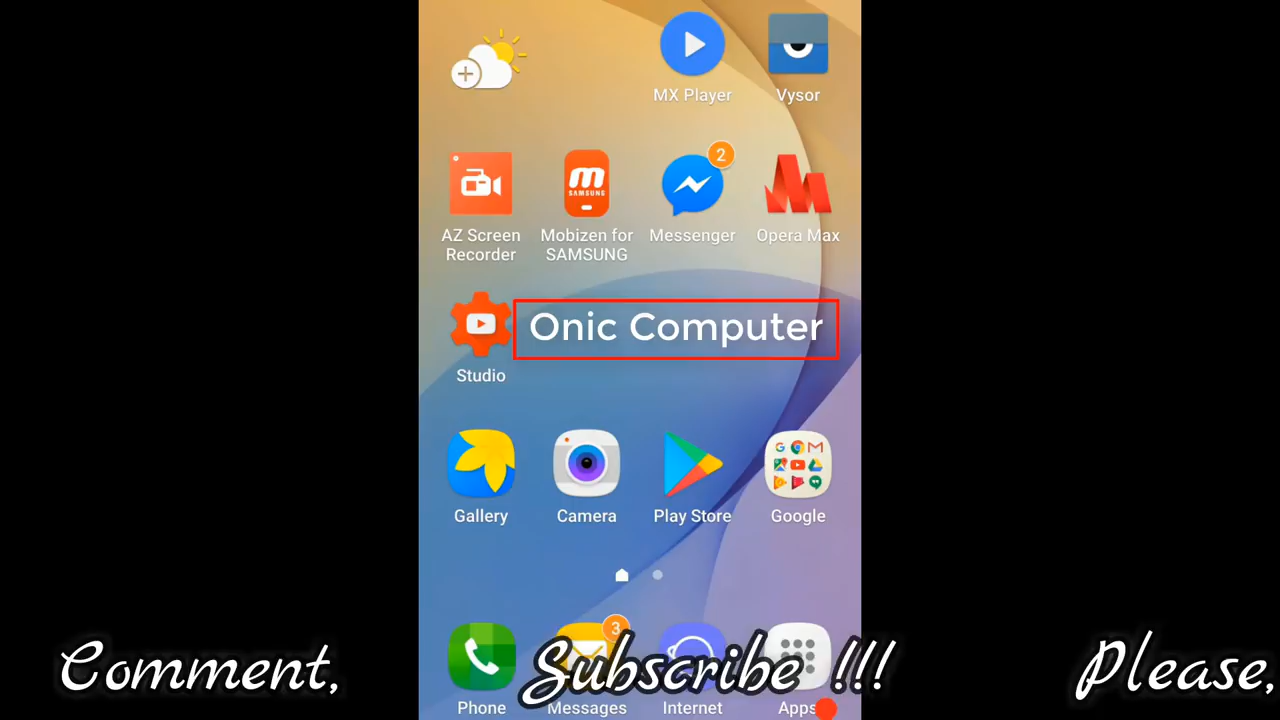 MX Player
Vysor
2
m
SAMSUNG
AZ Screen
Recorder
Mobizen for
SAMSUNG
Messenger
Opera Max
Onic Computer
Studio
Gallery
Camera
Play Store
Google
3
Comment, Subscribe !!! Please,
Phone
Messages
Internet
Apps